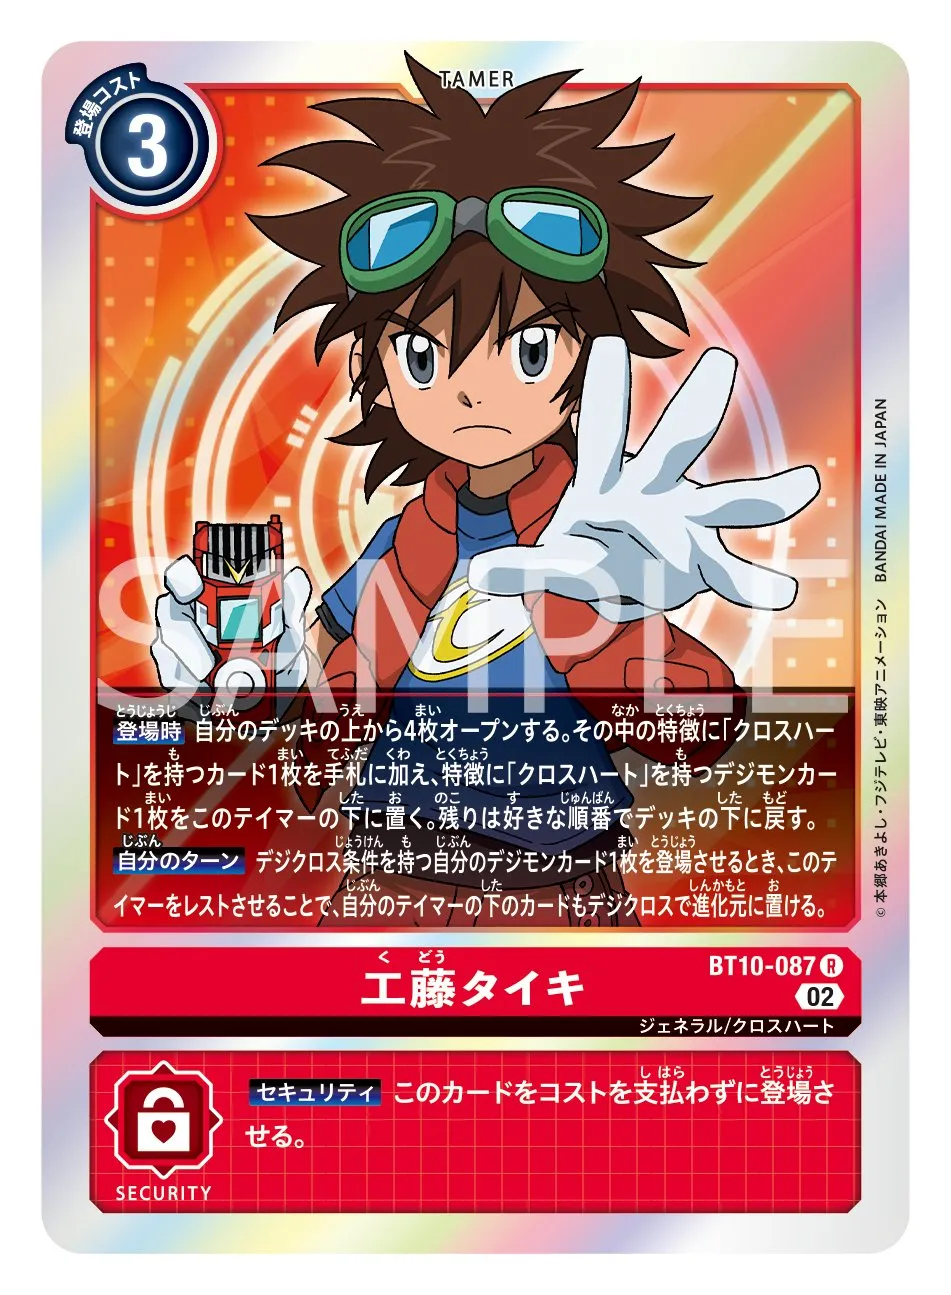 TAMER
登場コスト
3
SAMPLE
登場時 自分のデッキの上から4枚オープンする。その中の特徴に「クロスハー
ト」を持つカード1枚を手札に加え、特徴に「クロスハート」を持つデジモンカー
ド1枚をこのテイマーの下に置く。残りは好きな順番でデッキの下に戻す。
自分のターン デジクロス条件を持つ自分のデジモンカード1枚を登場させるとき、このテ
イマーをレストさせることで、自分のテイマーの下のカードもデジクロスで進化元に置ける。
©本郷あきよし・フジテレビ・東映アニメーション BANDAI MADE IN JAPAN
工藤タイキ
くどう
BT10-087 R
02
ジェネラル/クロスハート
セキュリティ このカードをコストを支払わずに登場さ
せる。
SECURITY